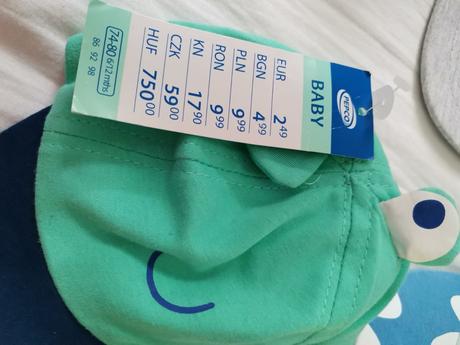 PEPCO
BABY
EUR 2 49
BGN 4 99
PLN 9 99
RON 9 99
KN 17 90
CZK 59 00
HUF 750 00
74-80 6/12 mths
86 92 98